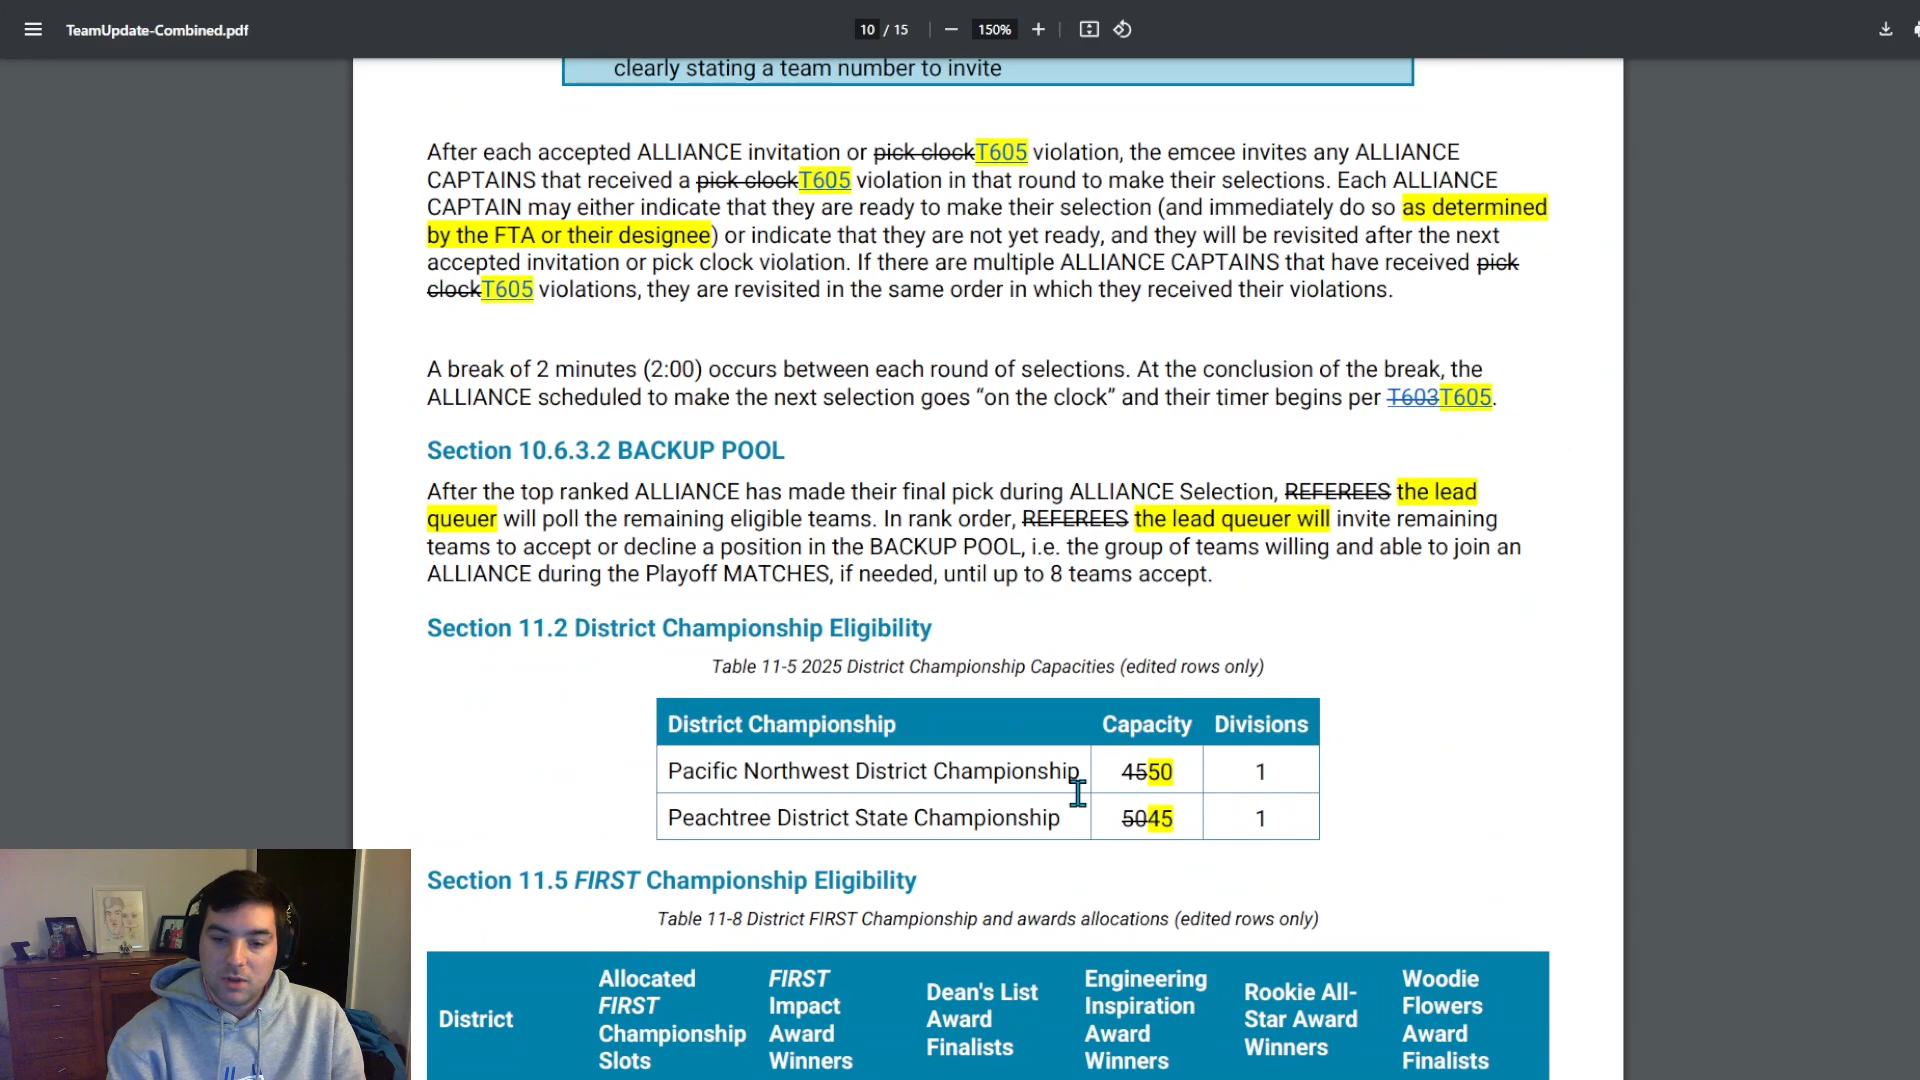 TeamUpdate-Combined.pdf
10 / 15
150%
clearly stating a team number to invite
After each accepted ALLIANCE invitation or pick clockT605 violation, the emcee invites any ALLIANCE
CAPTAINS that received a pick clockT605 violation in that round to make their selections. Each ALLIANCE
CAPTAIN may either indicate that they are ready to make their selection (and immediately do so as determined
by the FTA or their designee) or indicate that they are not yet ready, and they will be revisited after the next
accepted invitation or pick clock violation. If there are multiple ALLIANCE CAPTAINS that have received pick
clockT605 violations, they are revisited in the same order in which they received their violations.
A break of 2 minutes (2:00) occurs between each round of selections. At the conclusion of the break, the
ALLIANCE scheduled to make the next selection goes “on the clock” and their timer begins per T603T605.
Section 10.6.3.2 BACKUP POOL
After the top ranked ALLIANCE has made their final pick during ALLIANCE Selection, REFEREES the lead
queuer will poll the remaining eligible teams. In rank order, REFEREES the lead queuer will invite remaining
teams to accept or decline a position in the BACKUP POOL, i.e. the group of teams willing and able to join an
ALLIANCE during the Playoff MATCHES, if needed, until up to 8 teams accept.
Section 11.2 District Championship Eligibility
Table 11-5 2025 District Championship Capacities (edited rows only)
District Championship Capacity Divisions
Pacific Northwest District Championship 4550 1
Peachtree District State Championship 5045 1
Section 11.5 FIRST Championship Eligibility
Table 11-8 District FIRST Championship and awards allocations (edited rows only)
District
Allocated
FIRST
Championship
Slots
FIRST
Impact
Award
Winners
Dean's List
Award
Finalists
Engineering
Inspiration
Award
Winners
Rookie All-
Star Award
Winners
Woodie
Flowers
Award
Finalists